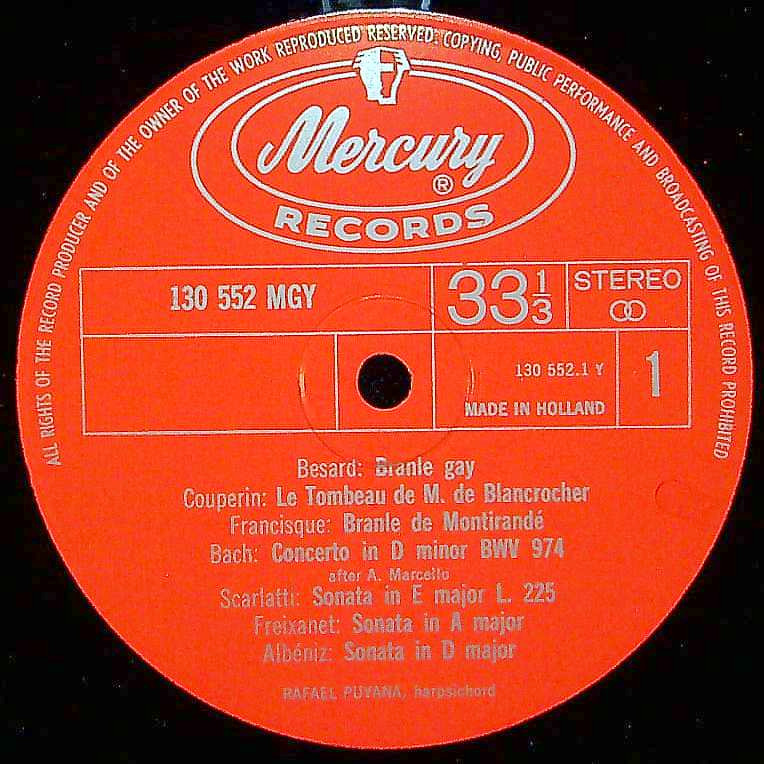 ALL RIGHTS OF THE RECORD PRODUCER AND OF THE OWNER OF THE WORK REPRODUCED RESERVED. COPYING, PUBLIC PERFORMANCE AND BROADCASTING OF THIS RECORD PROHIBITED
Mercury ®
RECORDS
130 552 MGY
33 1/3
STEREO
130 552.1 Y
MADE IN HOLLAND
1
Besard: Branle gay
Couperin: Le Tombeau de M. de Blancrocher
Francisque: Branle de Montirandé
Bach: Concerto in D minor BWV 974
after A. Marcello
Scarlatti: Sonata in E major L. 225
Freixanet: Sonata in A major
Albéniz: Sonata in D major
RAFAEL PUYANA, harpsichord